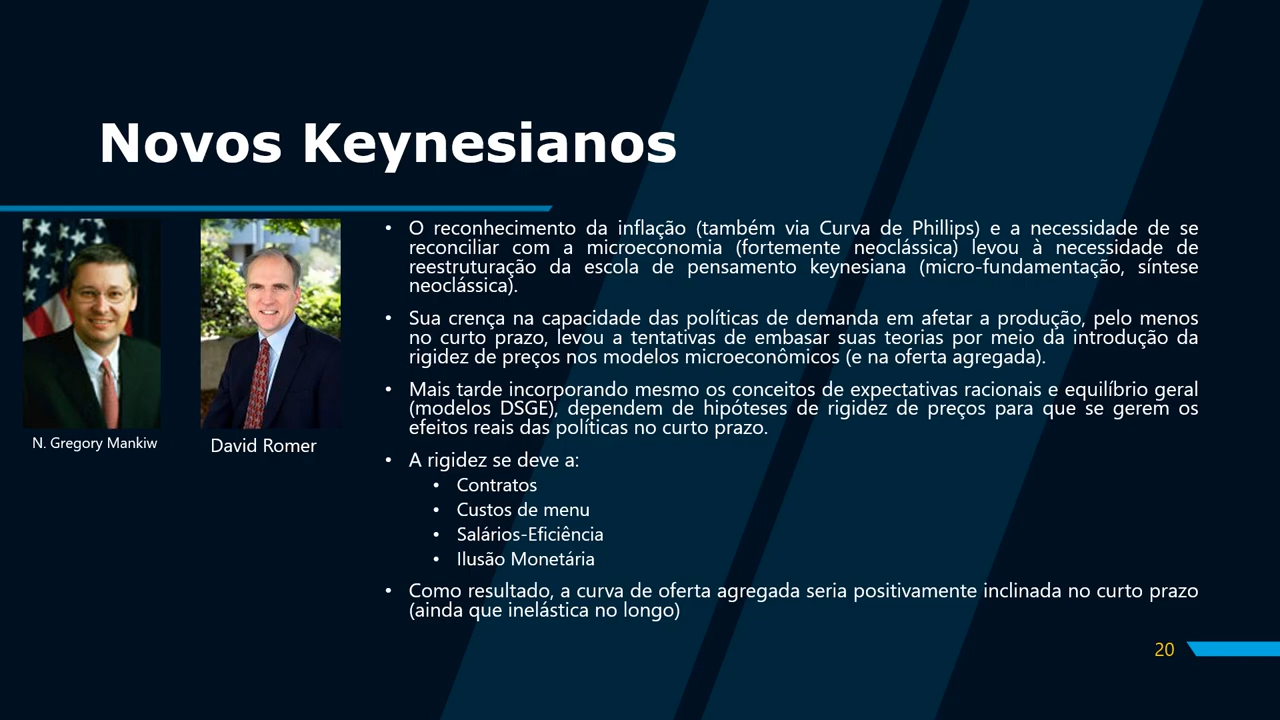 Novos Keynesianos
N. Gregory Mankiw
David Romer
• O reconhecimento da inflação (também via Curva de Phillips) e a necessidade de se
reconciliar com a microeconomia (fortemente neoclássica) levou à necessidade de
reestruturação da escola de pensamento keynesiana (micro-fundamentação, síntese
neoclássica).
• Sua crença na capacidade das políticas de demanda em afetar a produção, pelo menos
no curto prazo, levou a tentativas de embasar suas teorias por meio da introdução da
rigidez de preços nos modelos microeconômicos (e na oferta agregada).
• Mais tarde incorporando mesmo os conceitos de expectativas racionais e equilíbrio geral
(modelos DSGE), dependem de hipóteses de rigidez de preços para que se gerem os
efeitos reais das políticas no curto prazo.
• A rigidez se deve a:
• Contratos
• Custos de menu
• Salários-Eficiência
• Ilusão Monetária
• Como resultado, a curva de oferta agregada seria positivamente inclinada no curto prazo
(ainda que inelástica no longo)
20